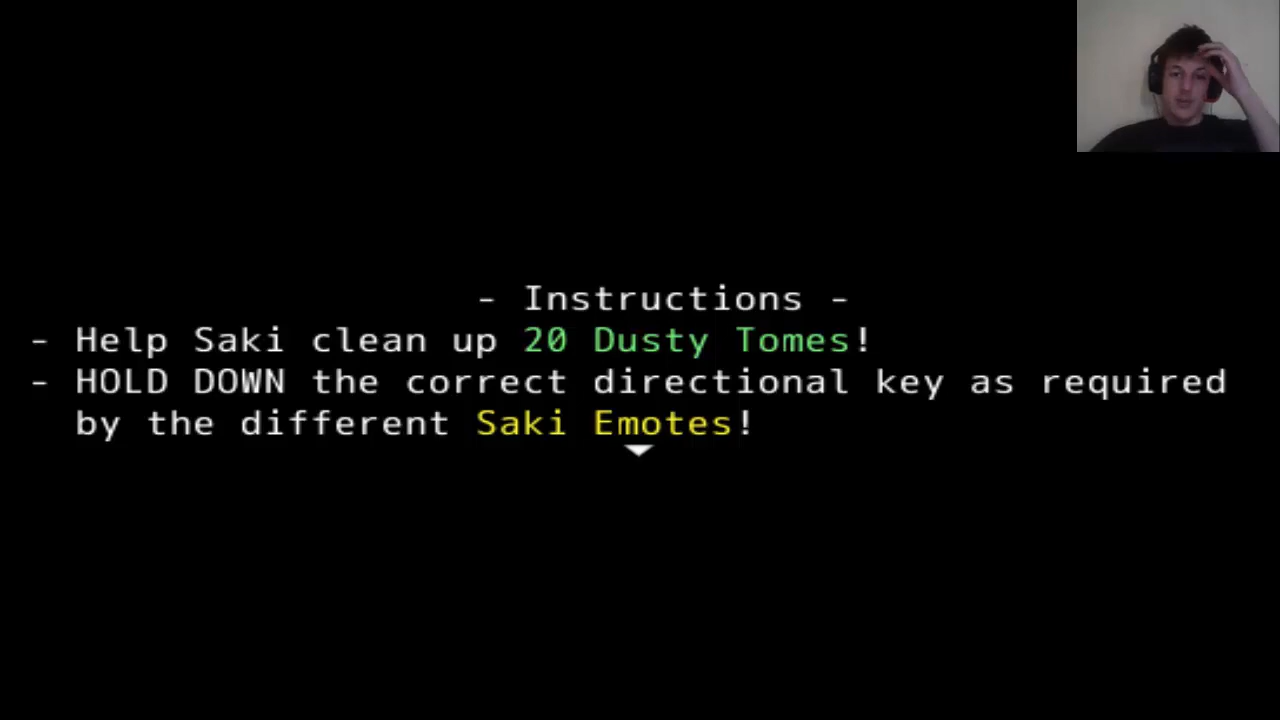 - Instructions -
- Help Saki clean up 20 Dusty Tomes!
- HOLD DOWN the correct directional key as required
by the different Saki Emotes!